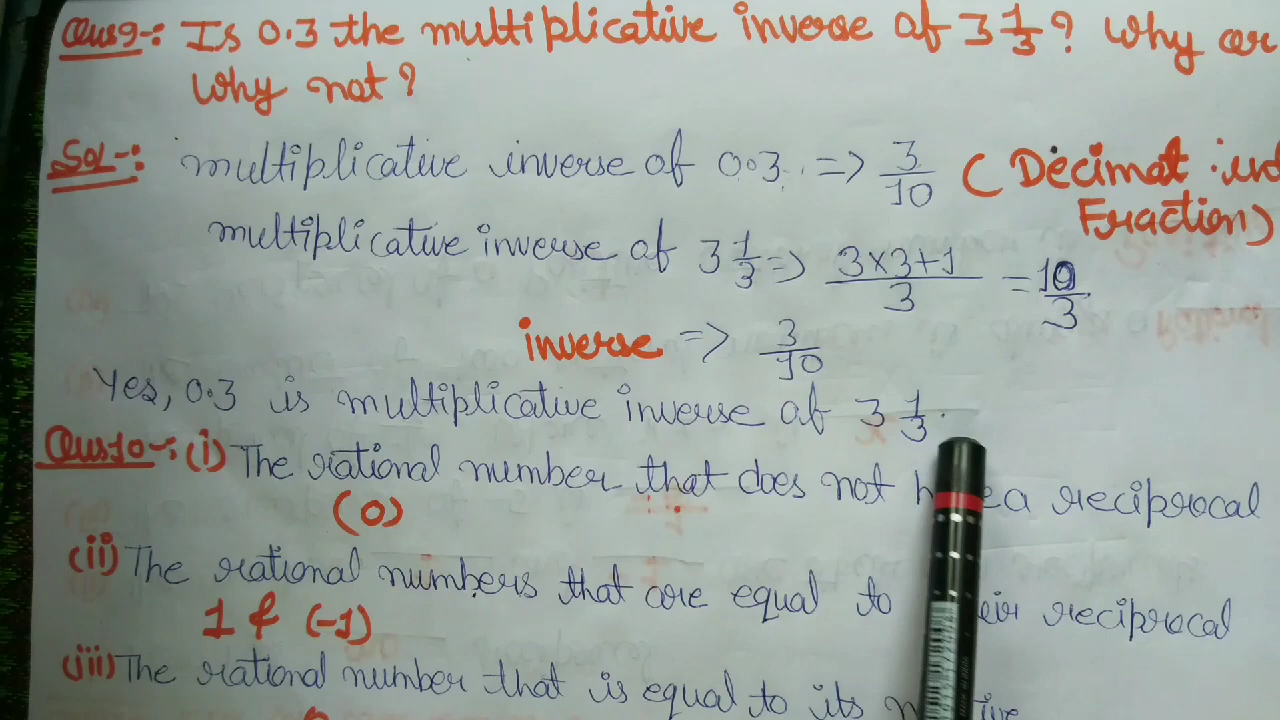 Ques9-: Is 0.3 the multiplicative inverse of 3 1/3? Why or
Why not?
Sol-: multiplicative inverse of 0.3. => 3/10 (Decimal into
Fraction)
multiplicative inverse of 3 1/3 => 3×3+1/3 = 10/3
inverse => 3/10
Yes, 0.3 is multiplicative inverse of 3 1/3.
Ques10-: (i) The rational number that does not a reciprocal
(0)
(ii) The rational numbers that are equal to reciprocal
1 & (-1)
(iii) The rational number that is equal to its